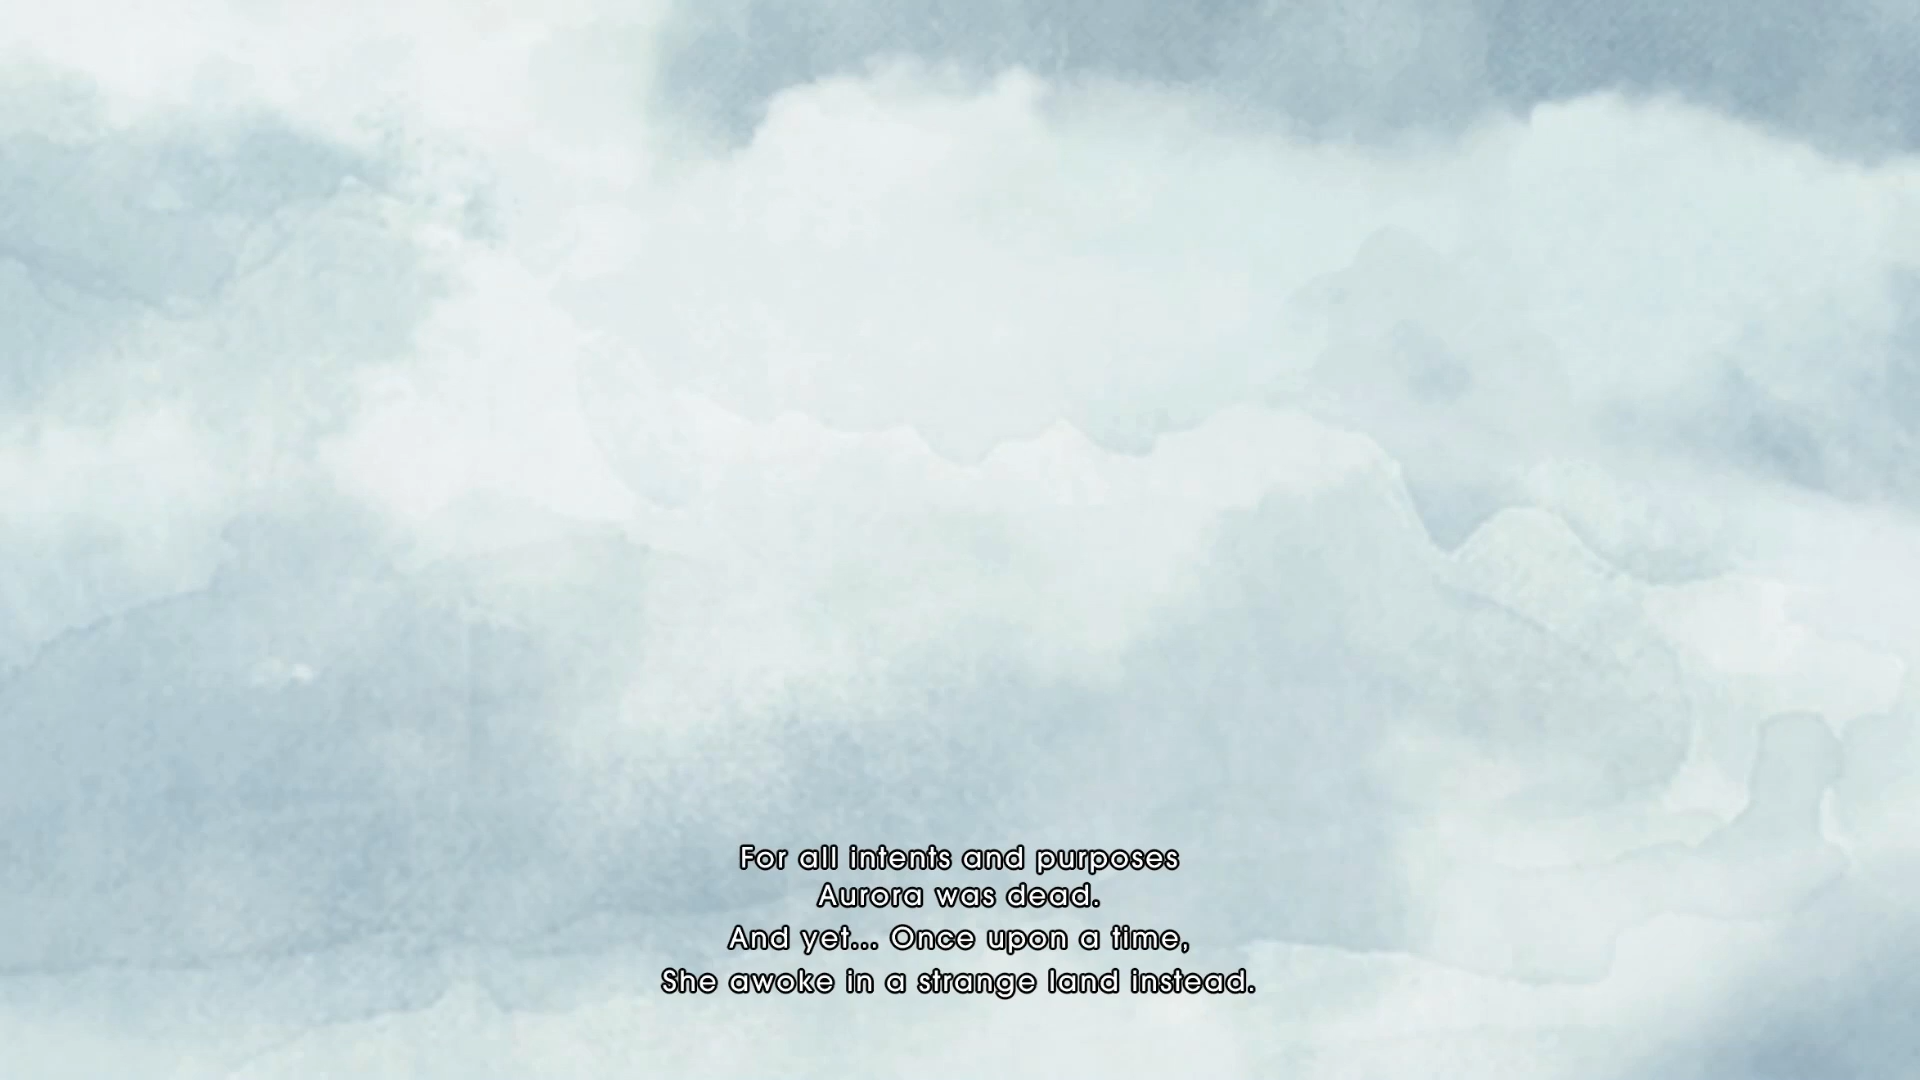 For all intents and purposes
Aurora was dead.
And yet... Once upon a time,
She awoke in a strange land instead.